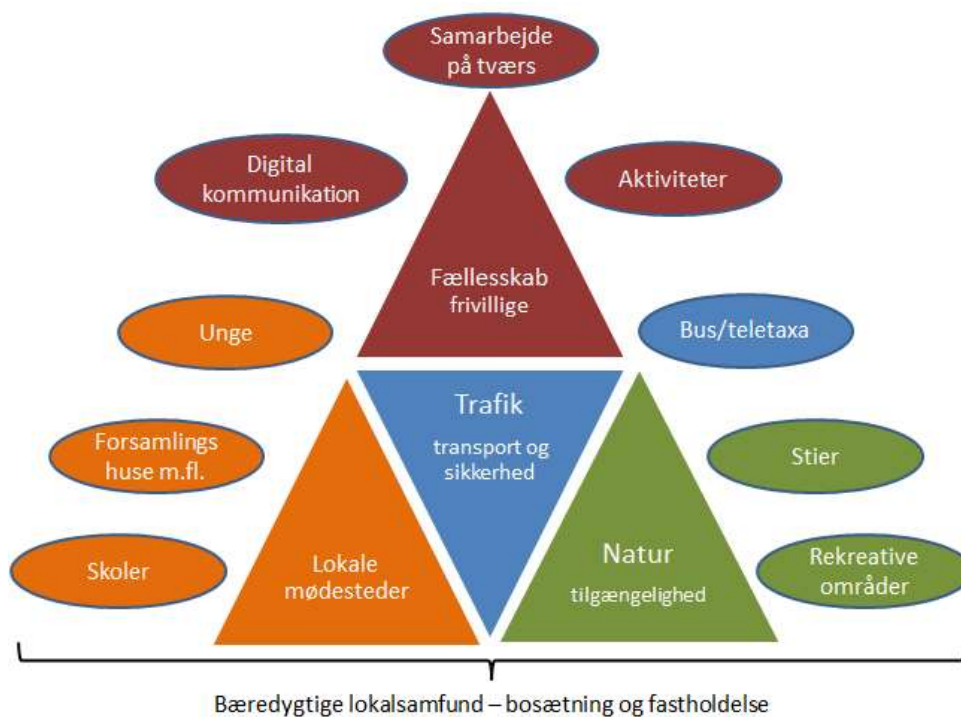 Samarbejde
på tværs
Digital
kommunikation
Aktiviteter
Fællesskab
frivillige
Unge
Bus/teletaxa
Trafik
transport og
sikkerhed
Forsamlings
huse m.fl.
Stier
Skoler
Lokale
mødesteder
Natur
tilgængelighed
Rekreative
områder
Bæredygtige lokalsamfund – bosætning og fastholdelse